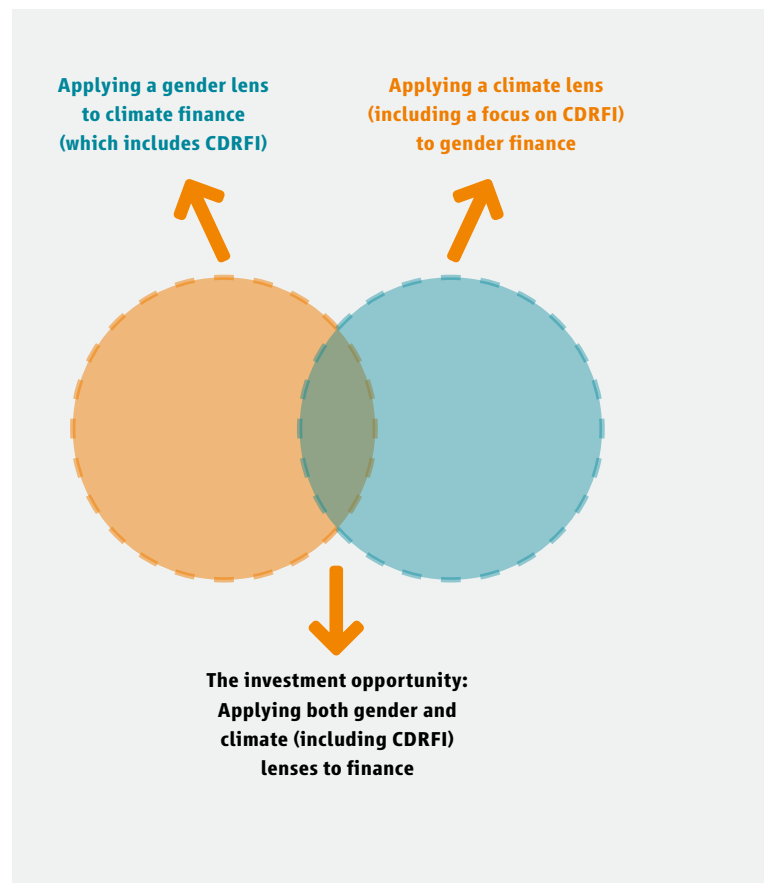 Applying a gender lens
to climate finance
(which includes CDRFI)
Applying a climate lens
(including a focus on CDRFI)
to gender finance
The investment opportunity:
Applying both gender and
climate (including CDRFI)
lenses to finance